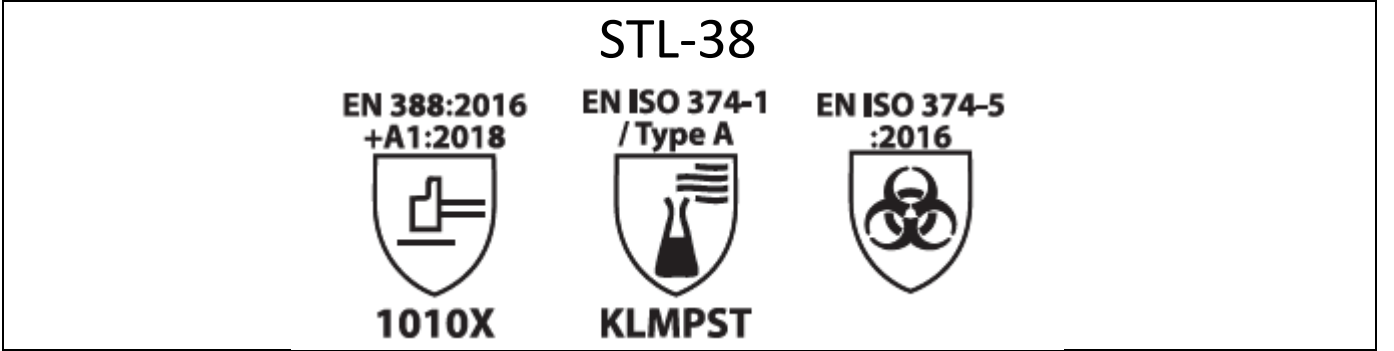 STL-38
EN 388:2016
+A1:2018
1010X
EN ISO 374-1
/ Type A
KLMPST
EN ISO 374-5
:2016